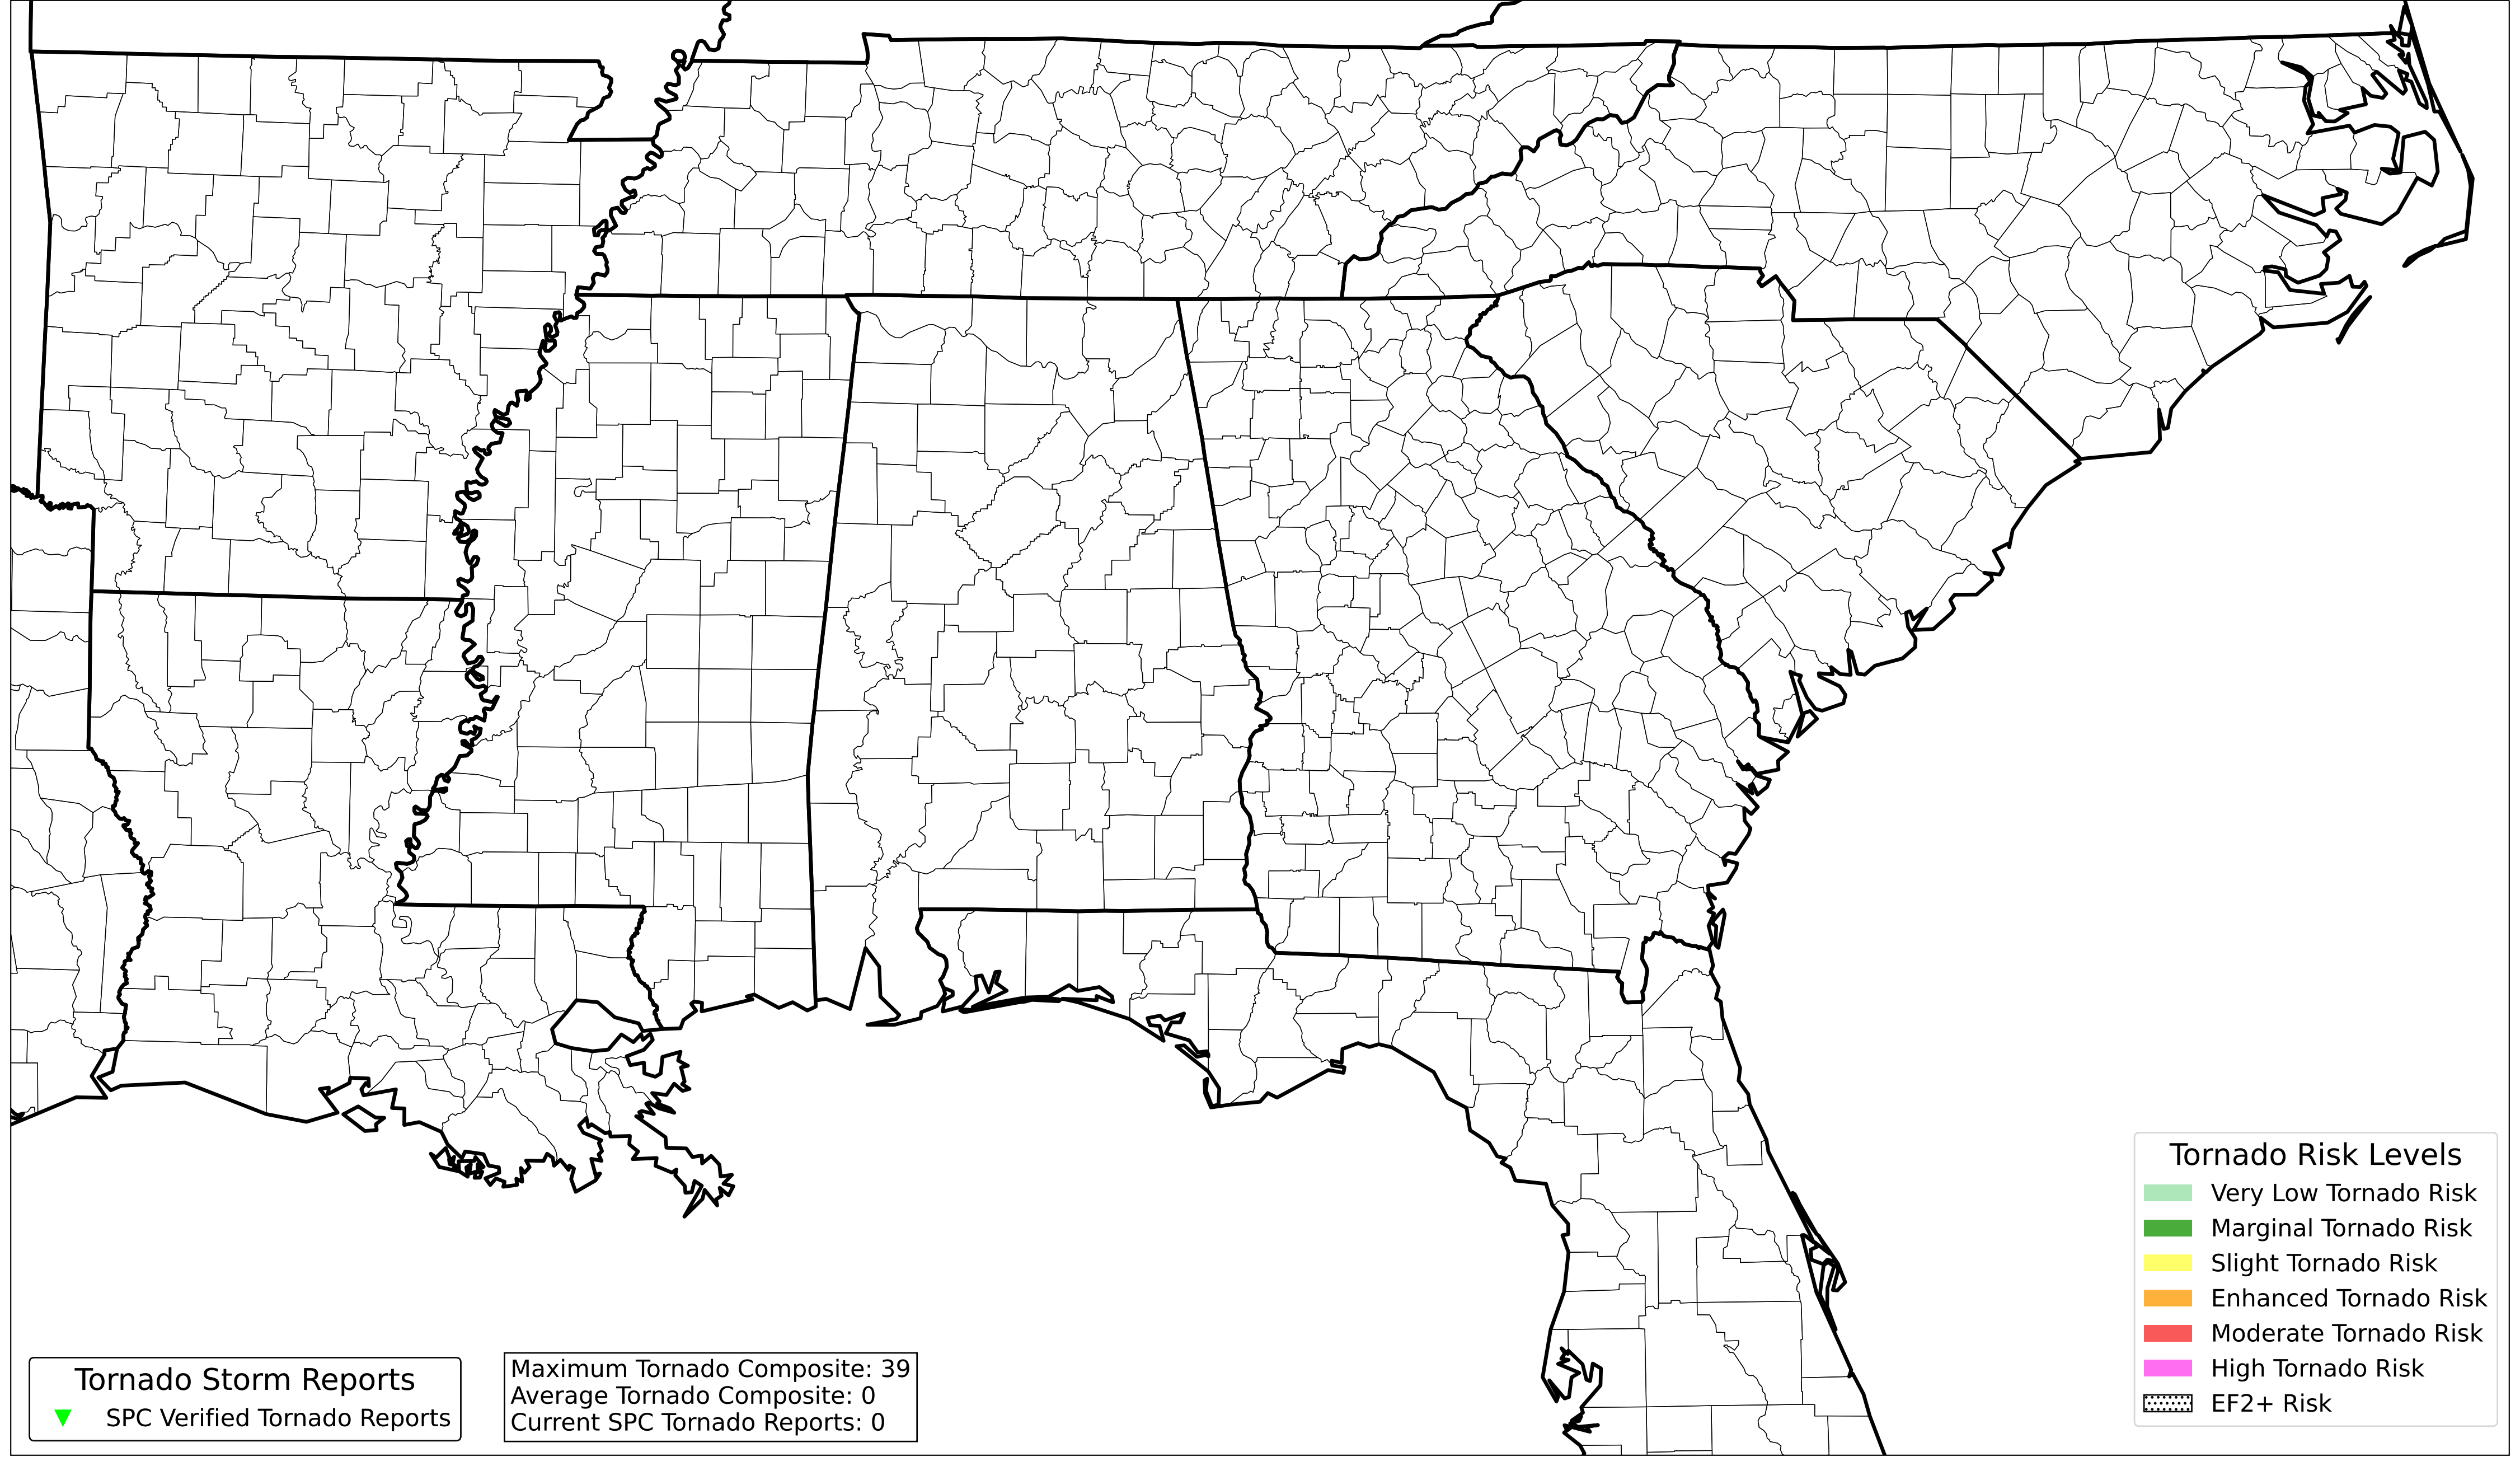 Tornado Risk Levels
Very Low Tornado Risk
Marginal Tornado Risk
Slight Tornado Risk
Enhanced Tornado Risk
Moderate Tornado Risk
High Tornado Risk
EF2+ Risk
Tornado Storm Reports
SPC Verified Tornado Reports
Maximum Tornado Composite: 39
Average Tornado Composite: 0
Current SPC Tornado Reports: 0